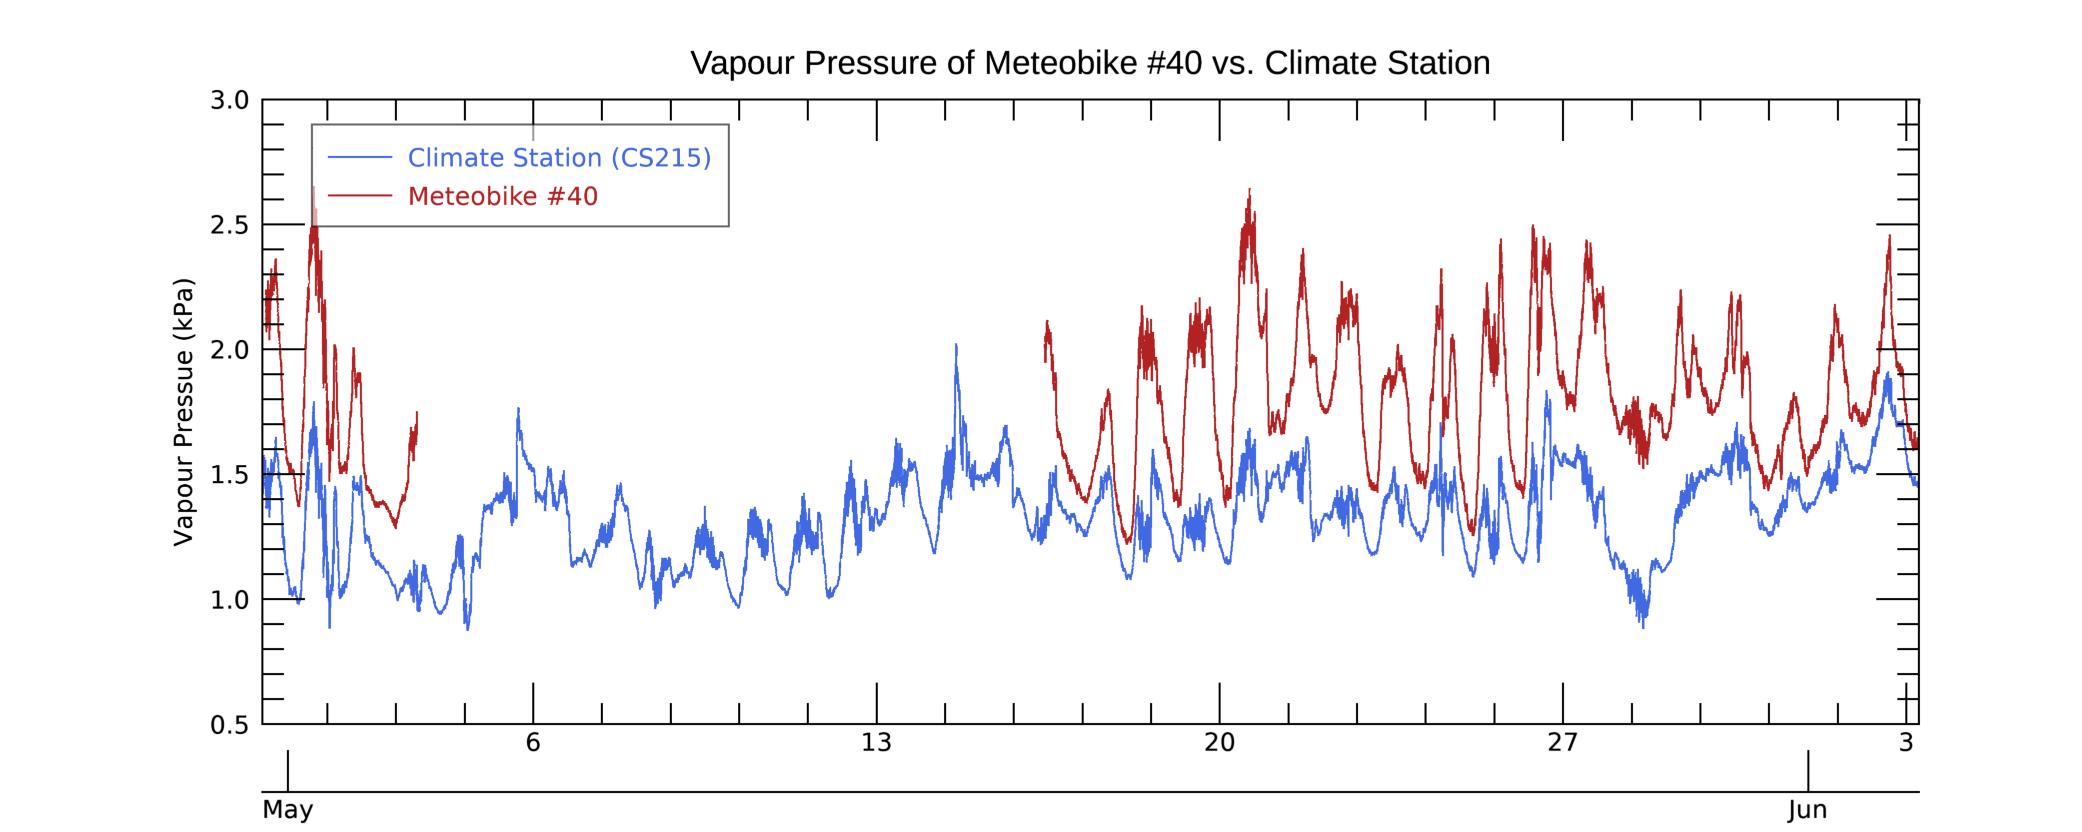 Vapour Pressure of Meteobike #40 vs. Climate Station
Vapour Pressue (kPa)
3.0
2.5
2.0
1.5
1.0
0.5
Climate Station (CS215)
Meteobike #40
6 13 20 27 3
May Jun